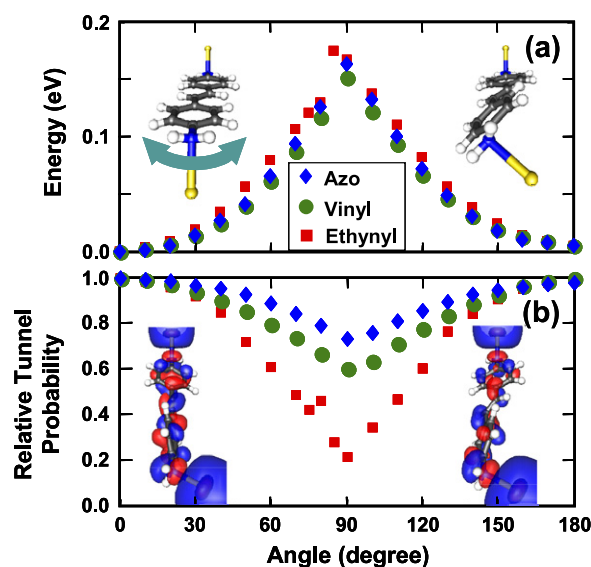 0.2
(a)
Energy (eV)
0.1
Azo
Vinyl
Ethynyl
0.0
1.0
(b)
0.8
Relative Tunnel
Probability
0.6
0.4
0.2
0.0
0 30 60 90 120 150 180
Angle (degree)